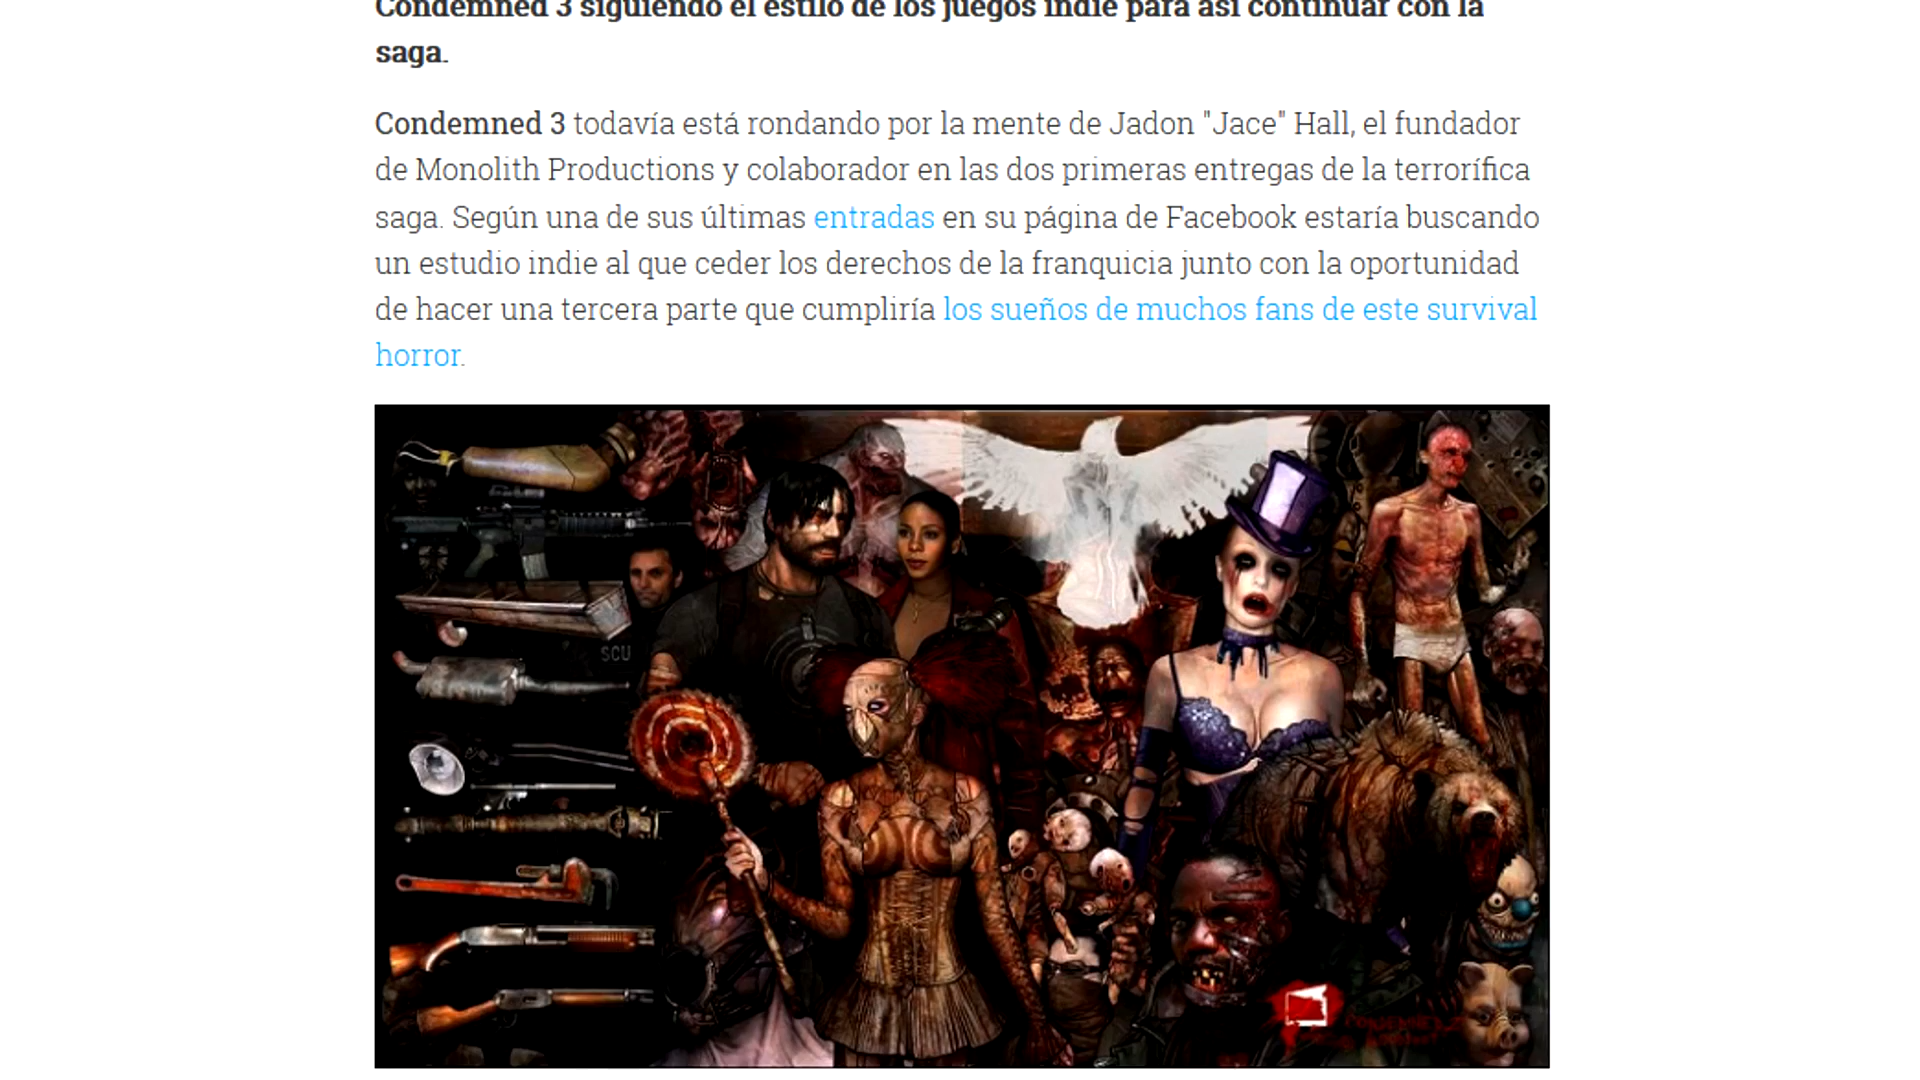 Condemned 3 siguiendo el estilo de los juegos indie para así continuar con la
saga.
Condemned 3 todavía está rondando por la mente de Jadon "Jace" Hall, el fundador
de Monolith Productions y colaborador en las dos primeras entregas de la terrorífica
saga. Según una de sus últimas entradas en su página de Facebook estaría buscando
un estudio indie al que ceder los derechos de la franquicia junto con la oportunidad
de hacer una tercera parte que cumpliría los sueños de muchos fans de este survival
horror.
SCU